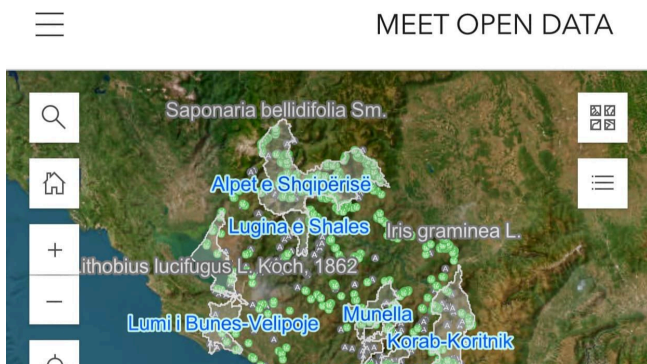 MEET OPEN DATA
Saponaria bellidifolia Sm.
Alpet e Shqipërisë
Lugina e Shales
Iris graminea L.
ithobius lucifugus L. Koch, 1862
Lumi i Bunes-Velipoje
Munella
Korab-Koritnik